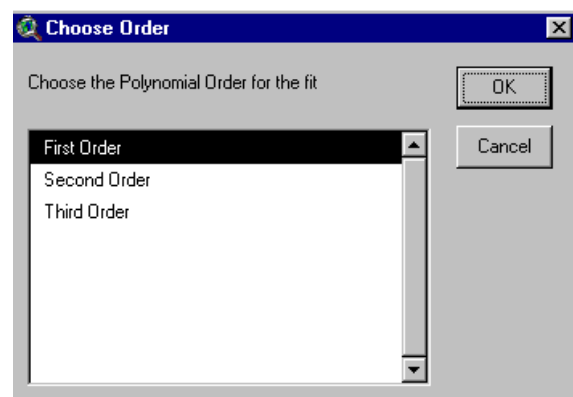 Choose Order
Choose the Polynomial Order for the fit
OK
Cancel
First Order
Second Order
Third Order